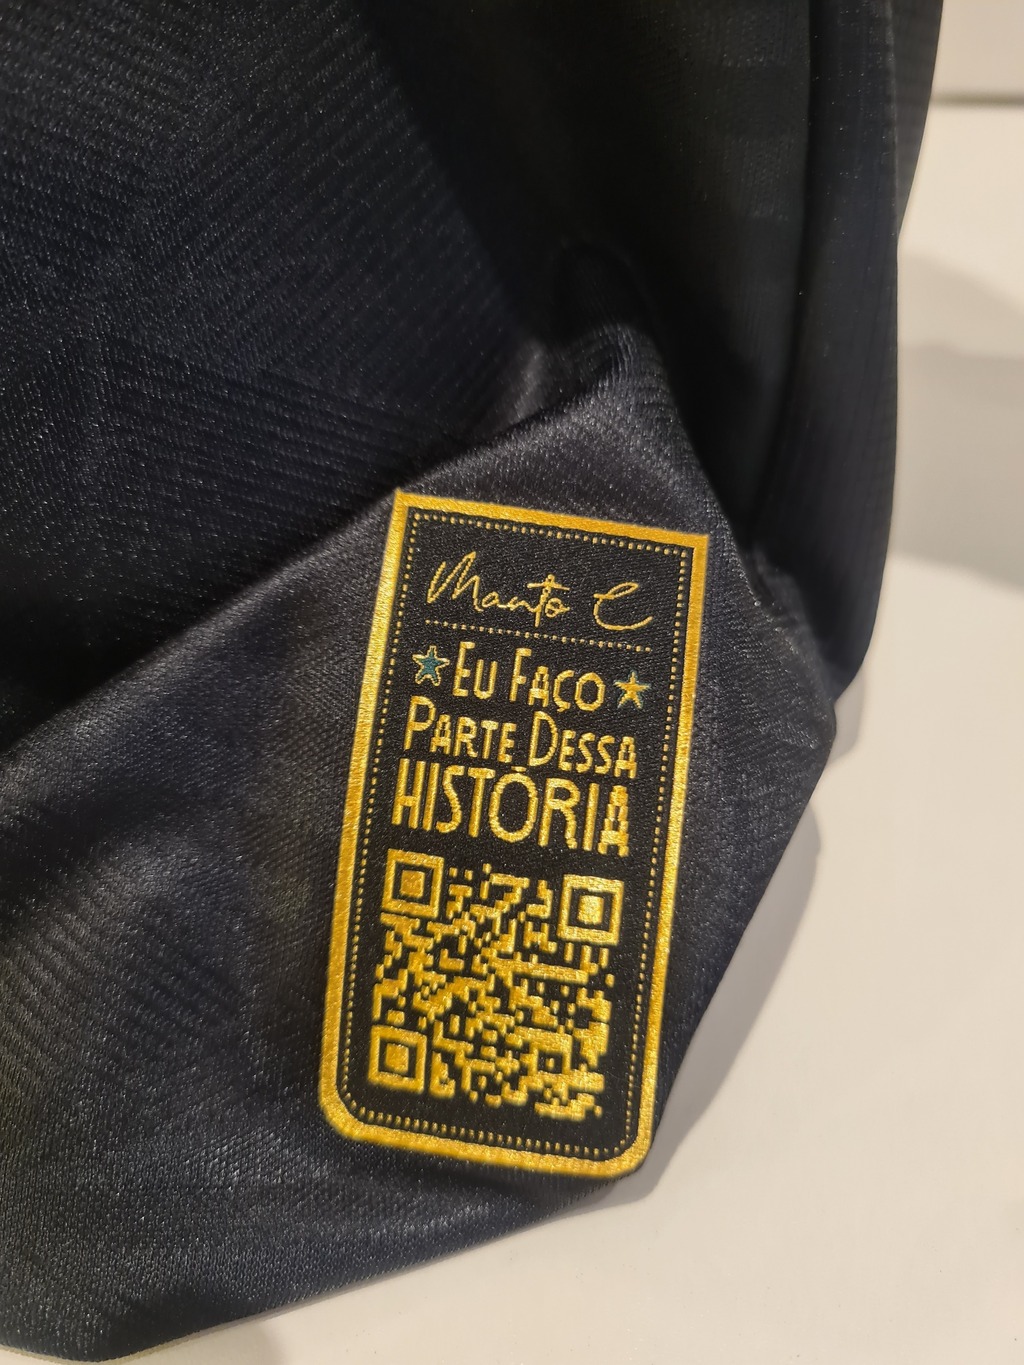 Manto C
Eu Faço
Parte Dessa
HISTÓRIA